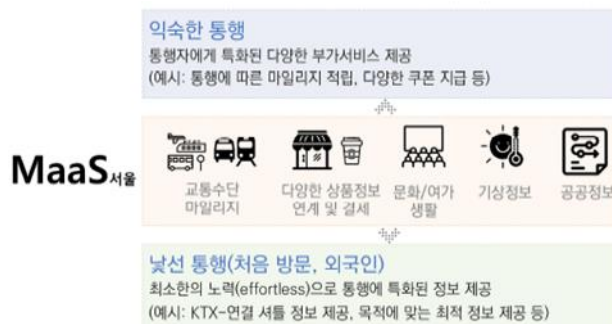 익숙한 통행
통행자에게 특화된 다양한 부가서비스 제공
(예시: 통행에 따른 마일리지 적립, 다양한 쿠폰 지급 등)
MaaS서울
교통수단
마일리지
다양한 상품정보
연계 및 결세
문화/여가
생활
기상정보
공공정보
낯선 통행(처음 방문, 외국인)
최소한의 노력(effortless)으로 통행에 특화된 정보 제공
(예시: KTX-연결 셔틀 정보 제공, 목적에 맞는 최적 정보 제공 등)